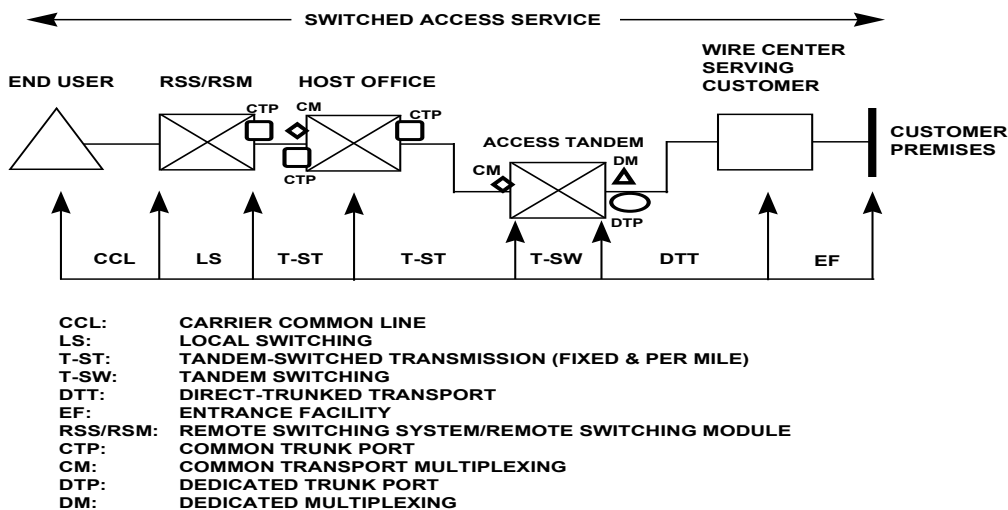 SWITCHED ACCESS SERVICE
WIRE CENTER
SERVING
CUSTOMER
END USER RSS/RSM HOST OFFICE
CTP CM CTP
CUSTOMER
PREMISES
ACCESS TANDEM
CTP CM DM
DTP
CCL LS T-ST T-ST T-SW DTT EF
CCL: CARRIER COMMON LINE
LS: LOCAL SWITCHING
T-ST: TANDEM-SWITCHED TRANSMISSION (FIXED & PER MILE)
T-SW: TANDEM SWITCHING
DTT: DIRECT-TRUNKED TRANSPORT
EF: ENTRANCE FACILITY
RSS/RSM: REMOTE SWITCHING SYSTEM/REMOTE SWITCHING MODULE
CTP: COMMON TRUNK PORT
CM: COMMON TRANSPORT MULTIPLEXING
DTP: DEDICATED TRUNK PORT
DM: DEDICATED MULTIPLEXING